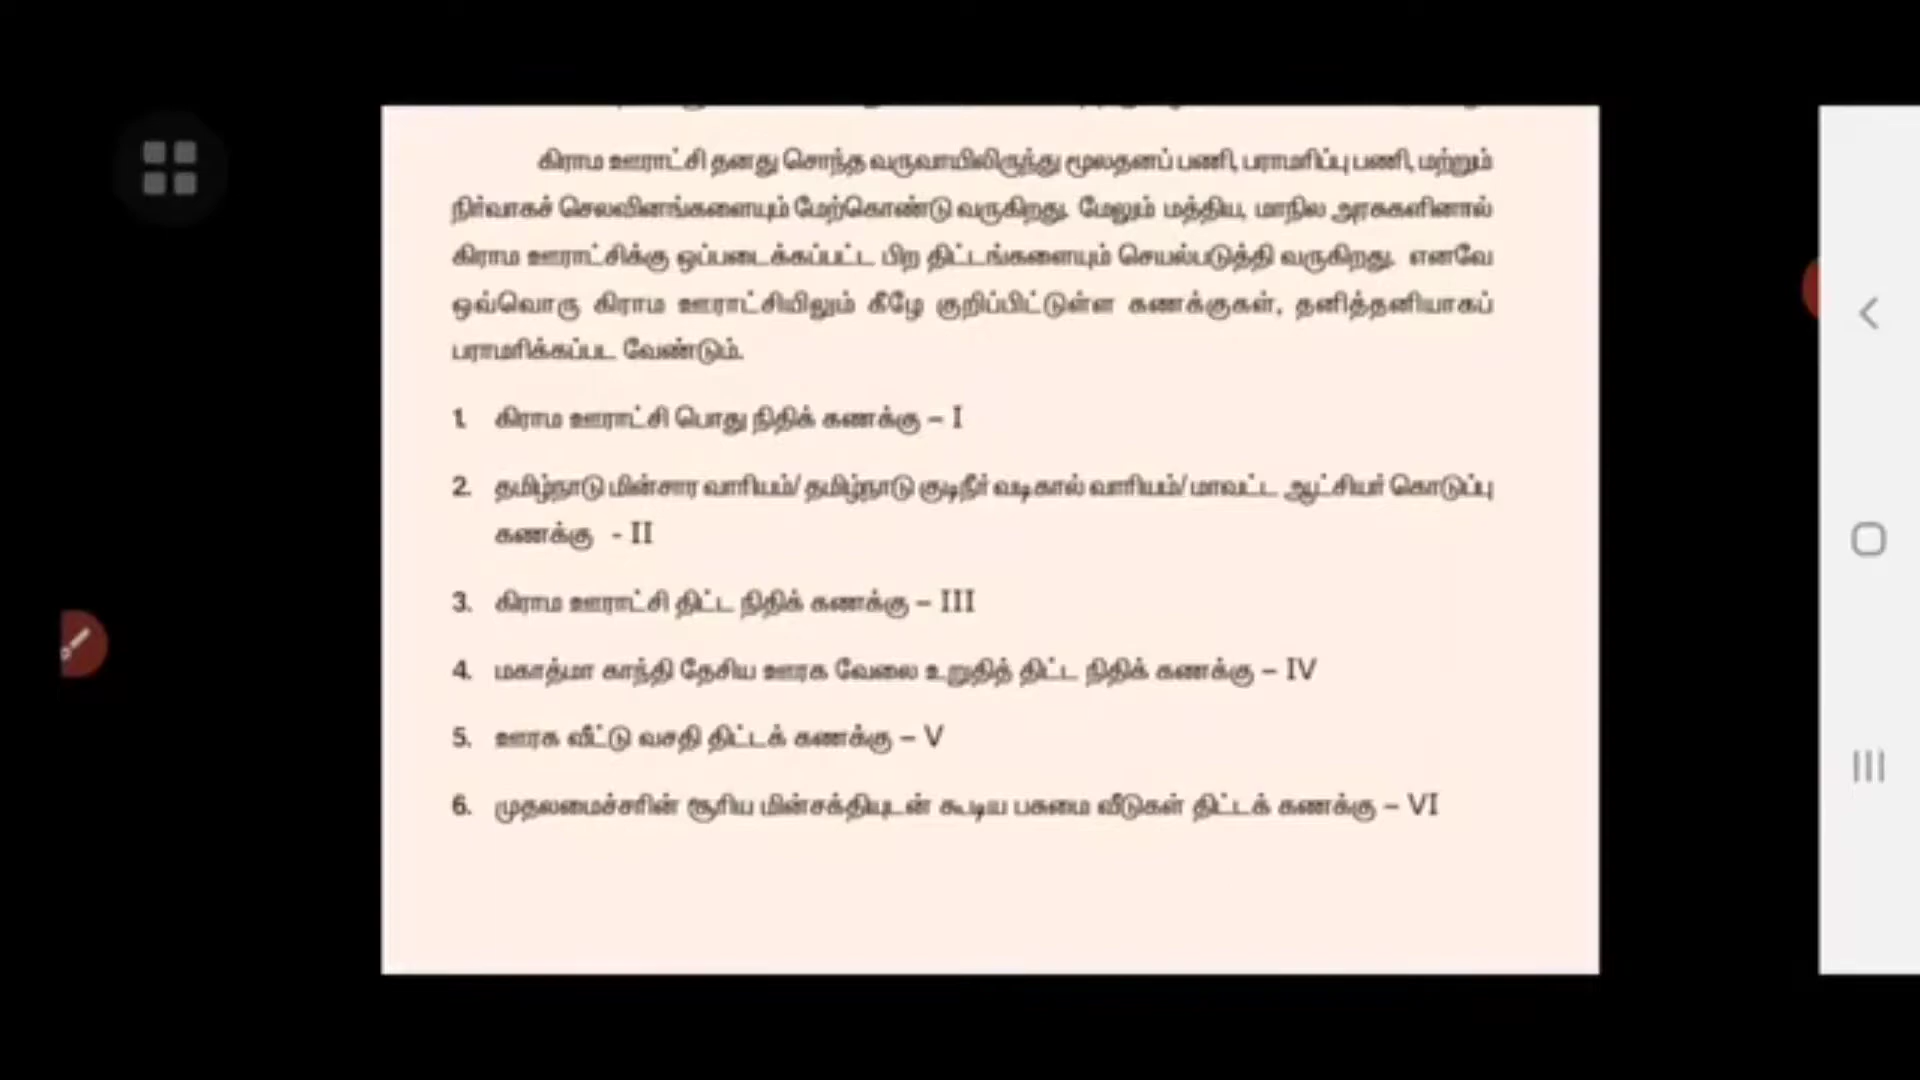 கிராம ஊராட்சி தனது சொந்த வருவாயிலிருந்து மூலதனப் பணி, பராமரிப்பு பணி, மற்றும்
நிர்வாகச் செலவினங்களையும் மேற்கொண்டு வருகிறது. மேலும் மத்திய, மாநில அரசுகளினால்
கிராம ஊராட்சிக்கு ஒப்படைக்கப்பட்ட பிற திட்டங்களையும் செயல்படுத்தி வருகிறது. எனவே
ஒவ்வொரு கிராம ஊராட்சியிலும் கீழே குறிப்பிட்டுள்ள கணக்குகள், தனித்தனியாகப்
பராமரிக்கப்பட வேண்டும்.
1. கிராம ஊராட்சி பொது நிதிக் கணக்கு – I
2. தமிழ்நாடு மின்சார வாரியம்/ தமிழ்நாடு குடிநீர் வடிகால் வாரியம்/ மாவட்ட ஆட்சியர் கொடுப்பு
கணக்கு - II
3. கிராம ஊராட்சி திட்ட நிதிக் கணக்கு – III
4. மகாத்மா காந்தி தேசிய ஊரக வேலை உறுதித் திட்ட நிதிக் கணக்கு – IV
5. ஊரக வீட்டு வசதி திட்டக் கணக்கு – V
6. முதலமைச்சரின் சூரிய மின்சக்தியுடன் கூடிய பசுமை வீடுகள் திட்டக் கணக்கு – VI